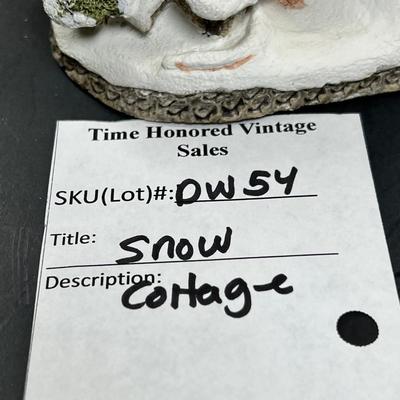 Time Honored Vintage
Sales
SKU(Lot)#: DW54
Title: Snow
Description: Cottage